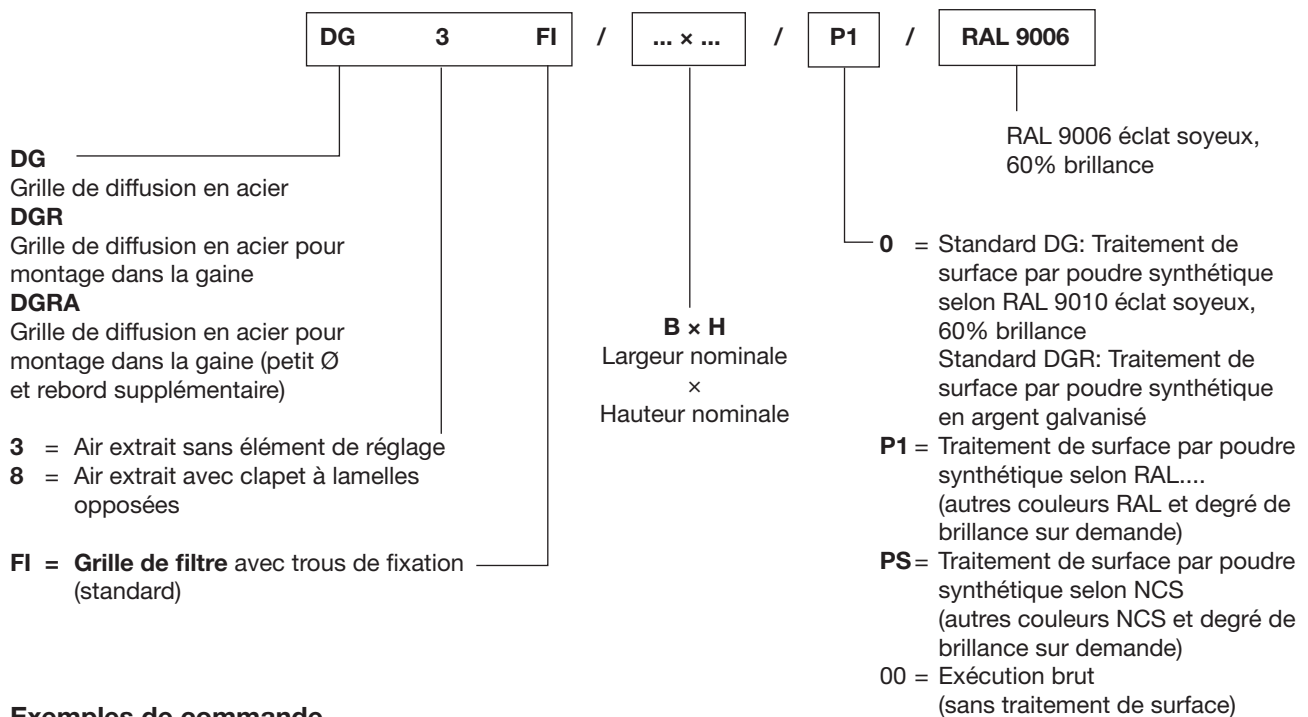 DG 3 FI / ... × ... / P1 / RAL 9006
RAL 9006 éclat soyeux,
60% brillance
DG
Grille de diffusion en acier
DGR
Grille de diffusion en acier pour
montage dans la gaine
DGRA
Grille de diffusion en acier pour
montage dans la gaine (petit Ø
et rebord supplémentaire)
3 = Air extrait sans élément de réglage
8 = Air extrait avec clapet à lamelles
opposées
FI = Grille de filtre avec trous de fixation
(standard)
B × H
Largeur nominale
×
Hauteur nominale
0 = Standard DG: Traitement de
surface par poudre synthétique
selon RAL 9010 éclat soyeux,
60% brillance
Standard DGR: Traitement de
surface par poudre synthétique
en argent galvanisé
P1 = Traitement de surface par poudre
synthétique selon RAL....
(autres couleurs RAL et degré de
brillance sur demande)
PS = Traitement de surface par poudre
synthétique selon NCS
(autres couleurs NCS et degré de
brillance sur demande)
00 = Exécution brut
(sans traitement de surface)
Exemples de commande